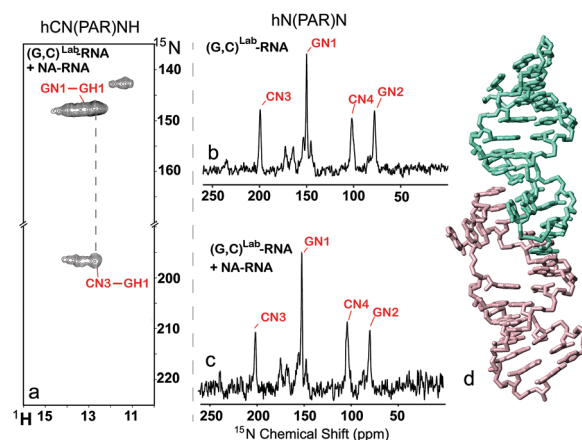 hCN(PAR)NH
hN(PAR)N
(G,C)Lab-RNA
+ NA-RNA
15N
GN1–GH1
140
150
160
200
210
220
CN3–GH1
a
1H 15 13 11
(G,C)Lab-RNA
GN1
CN3
CN4
GN2
b
250 200 150 100 50 0
(G,C)Lab-RNA
+ NA-RNA
GN1
CN3
CN4
GN2
c
250 200 150 100 50 0
15N Chemical Shift (ppm)
d